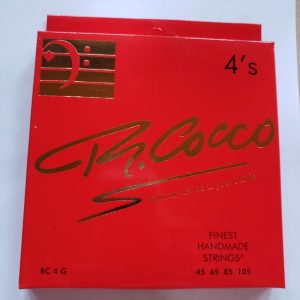 4's
R. Cocco
FINEST
HANDMADE
STRINGS
RC 4 G
45 65 85 105